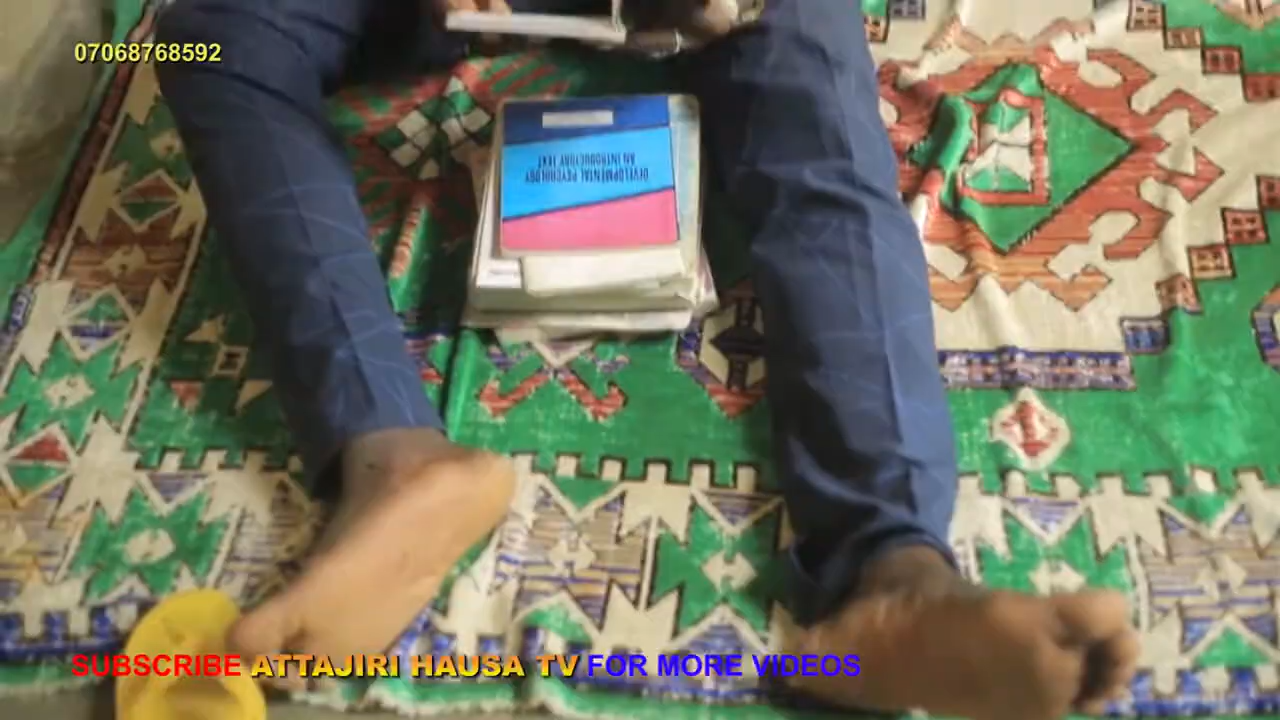 07068768592
DEVELOPMENTAL PSYCHOLOGY
AN INTRODUCTORY TEXT
SUBSCRIBE ATTAJIRI HAUSA TV FOR MORE VIDEOS